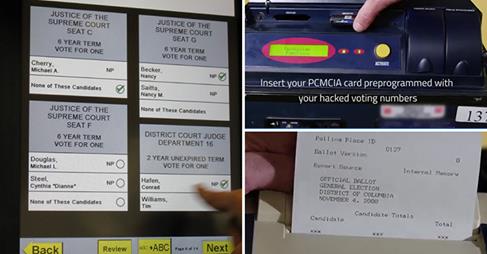 JUSTICE OF THE
SUPREME COURT
SEAT C
6 YEAR TERM
VOTE FOR ONE
Cherry,
Michael A. NP
None of These Candidates
JUSTICE OF THE
SUPREME COURT
SEAT G
6 YEAR TERM
VOTE FOR ONE
Becker,
Nancy NP
Saitta,
Nancy M. NP
None of These Candidates
JUSTICE OF THE
SUPREME COURT
SEAT F
6 YEAR TERM
VOTE FOR ONE
Douglas,
Michael L. NP
Steel,
Cynthia "Dianne" NP
None of These Candidates
DISTRICT COURT JUDGE
DEPARTMENT 16
2 YEAR UNEXPIRED TERM
VOTE FOR ONE
Hafen,
Conrad NP
Williams,
Tim
Back
Review
ABC
Next
ACTIVATE
Insert your PCMCIA card preprogrammed with
your hacked voting numbers
137
Polling Place ID
Ballot Version 0127
0
Report Source Internal Memory
OFFICIAL BALLOT
GENERAL ELECTION
DISTRICT OF COLUMBIA
NOVEMBER 4, 2008
Candidate Totals
Candidate Total
*** ***